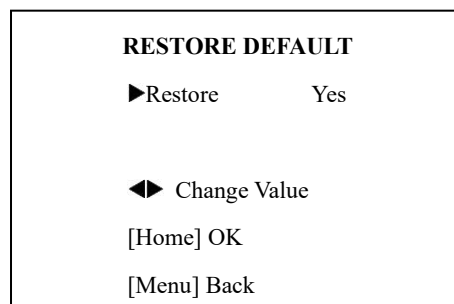 RESTORE DEFAULT
▶Restore Yes
◀▶ Change Value
[Home] OK
[Menu] Back